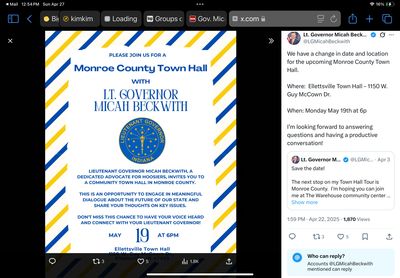 Mail 12:54 PM Sun Apr 27
16%
Big
kimkim
Loading
Groups
Gov. Mic
x.com
PLEASE JOIN US FOR A
Monroe County Town Hall
WITH
LT. GOVERNOR
MICAH BECKWITH
LIEUTENANT GOVERNOR
INDIANA
LIEUTENANT GOVERNOR MICAH BECKWITH, A
DEDICATED ADVOCATE FOR HOOSIERS, INVITES YOU TO
A COMMUNITY TOWN HALL IN MONROE COUNTY.
THIS IS AN OPPORTUNITY TO ENGAGE IN MEANINGFUL
DIALOGUE ABOUT THE FUTURE OF OUR STATE AND
SHARE YOUR THOUGHTS ON KEY ISSUES.
DON'T MISS THIS CHANCE TO HAVE YOUR VOICE HEARD
AND CONNECT WITH YOUR LIEUTENANT GOVERNOR!
MAY 19 AT 6PM
Ellettsville Town Hall
3 5 1.8K
Lt. Governor Micah Beck...
@LGMicahBeckwith
We have a change in date and location
for the upcoming Monroe County Town
Hall.
Where: Ellettsville Town Hall - 1150 W.
Guy McCown Dr.
When: Monday May 19th at 6p
I'm looking forward to answering
questions and having a productive
conversation!
Lt. Governor M... @LGMic... · Apr 3
Save the date!
The next stop on my Town Hall Tour is
Monroe County. I'm hoping you can join
me at The Warehouse community center ...
Show more
1:59 PM · Apr 22, 2025 · 1,870 Views
3 5
Who can reply?
Accounts @LGMicahBeckwith
mentioned can reply